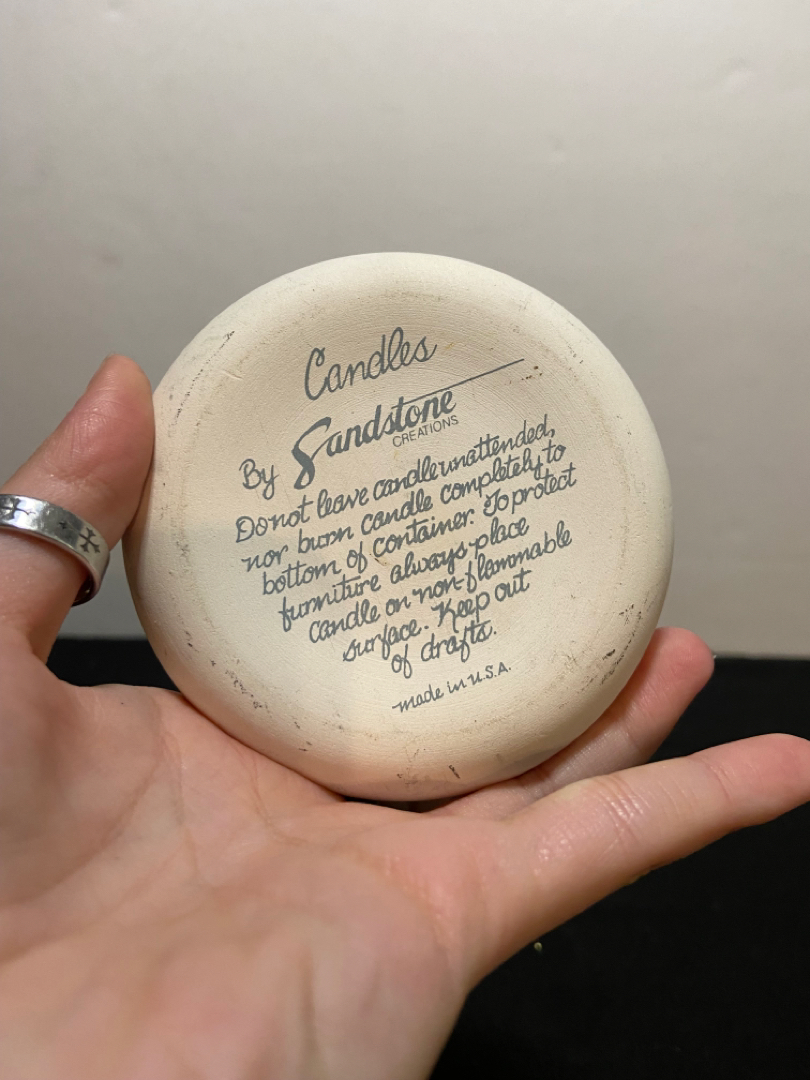 Candles
By Sandstone
CREATIONS
Do not leave candle unattended,
nor burn candle completely to
bottom of container. To protect
furniture always place
candle on non-flammable
surface. Keep out
of drafts.
made in U.S.A.